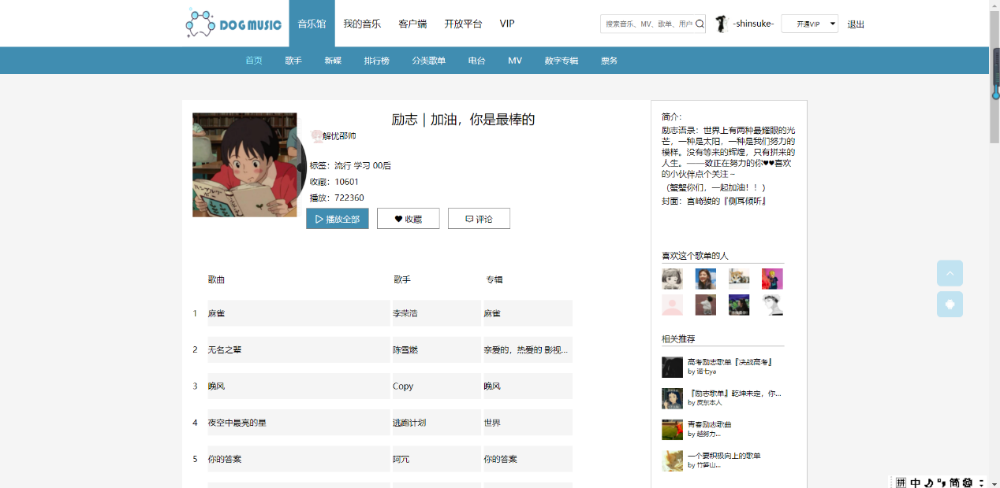 DOG MUSIC
音乐馆 我的音乐 客户端 开放平台 VIP
搜索音乐、MV、歌单、用户
-shinsuke-
开通VIP
退出
首页 歌手 新碟 排行榜 分类歌单 电台 MV 数字专辑 票务
励志 | 加油，你是最棒的
解忧邵帅
标签：流行 学习 00后
收藏：10601
播放：722360
播放全部 收藏 评论
歌曲 歌手 专辑
1 麻雀 李荣浩 麻雀
2 无名之辈 陈雪燃 亲爱的，热爱的 影视...
3 晚风 Copy 晚风
4 夜空中最亮的星 逃跑计划 世界
5 你的答案 阿冗 你的答案
简介：
励志语录：世界上有两种最耀眼的光
芒，一种是太阳，一种是我们努力的
模样。没有等来的辉煌，只有拼来的
人生。——致正在努力的你♥♥喜欢
的小伙伴点个关注～
（蟹蟹你们，一起加油！！）
封面：宫崎骏的『侧耳倾听』
喜欢这个歌单的人
相关推荐
高考励志歌单『决战高考』
by 诺七ya
『励志歌单』乾坤未定，你...
by 皮东本人
青春励志歌曲
by 越努力...
一个要积极向上的歌单
by 竹笋山...
拼 中 简